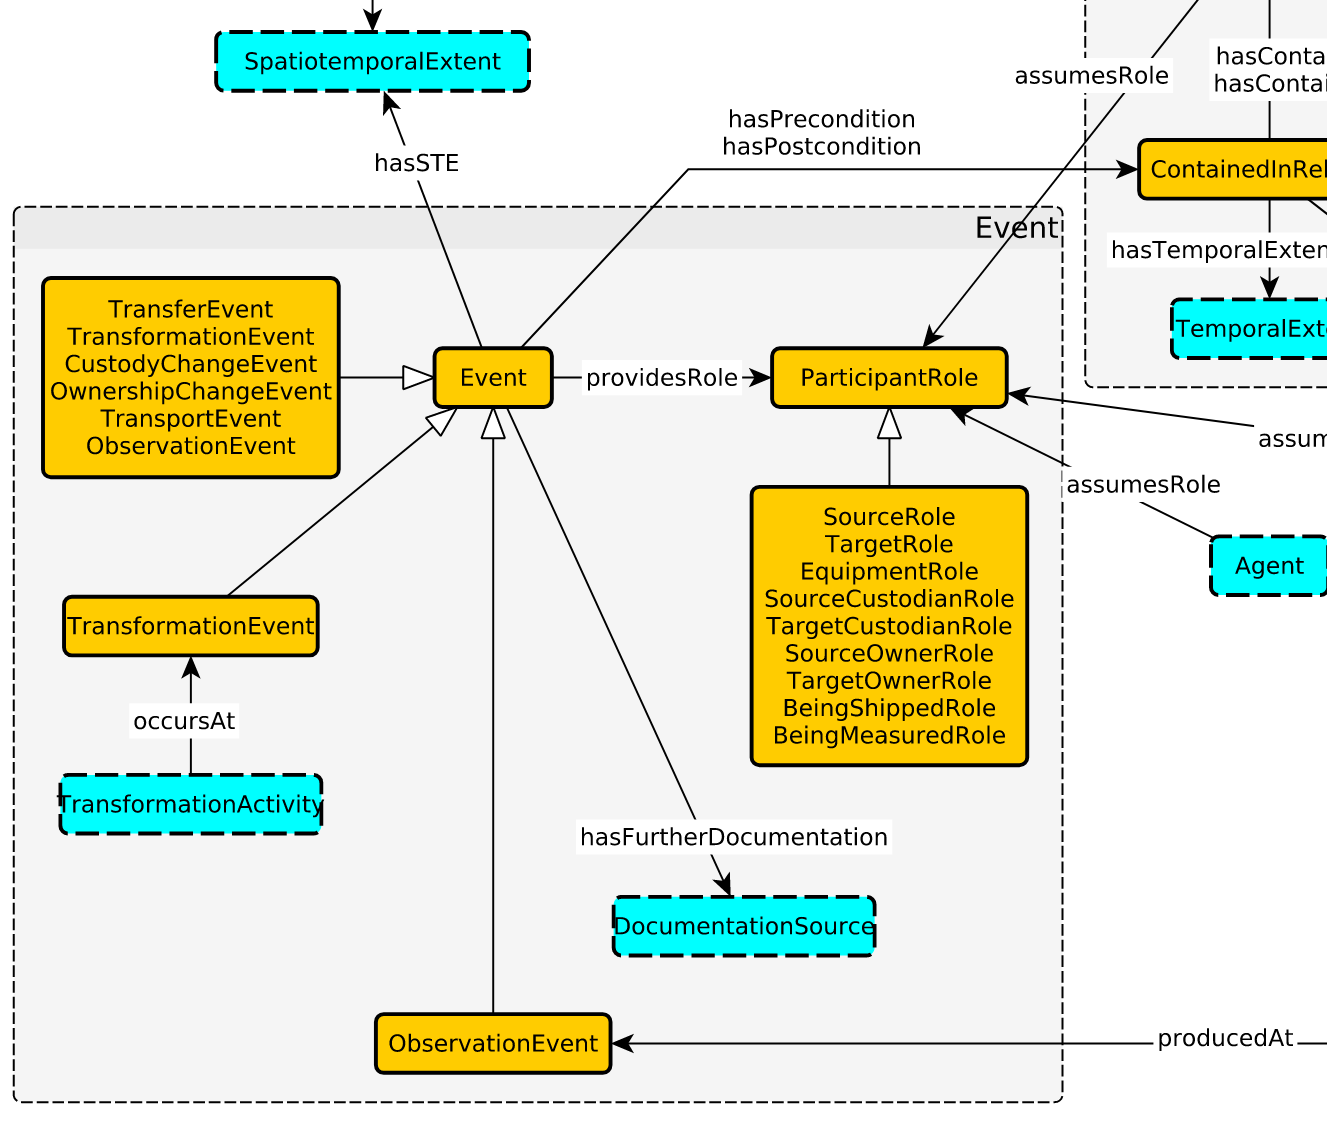 SpatiotemporalExtent
assumesRole
hasConta
hasContai
hasPrecondition
hasPostcondition
hasSTE
ContainedInRel
Event
hasTemporalExten
TransferEvent
TransformationEvent
CustodyChangeEvent
OwnershipChangeEvent
TransportEvent
ObservationEvent
TemporalExte
Event
providesRole
ParticipantRole
assum
assumesRole
SourceRole
TargetRole
EquipmentRole
SourceCustodianRole
TargetCustodianRole
SourceOwnerRole
TargetOwnerRole
BeingShippedRole
BeingMeasuredRole
Agent
TransformationEvent
occursAt
TransformationActivity
hasFurtherDocumentation
DocumentationSource
ObservationEvent
producedAt